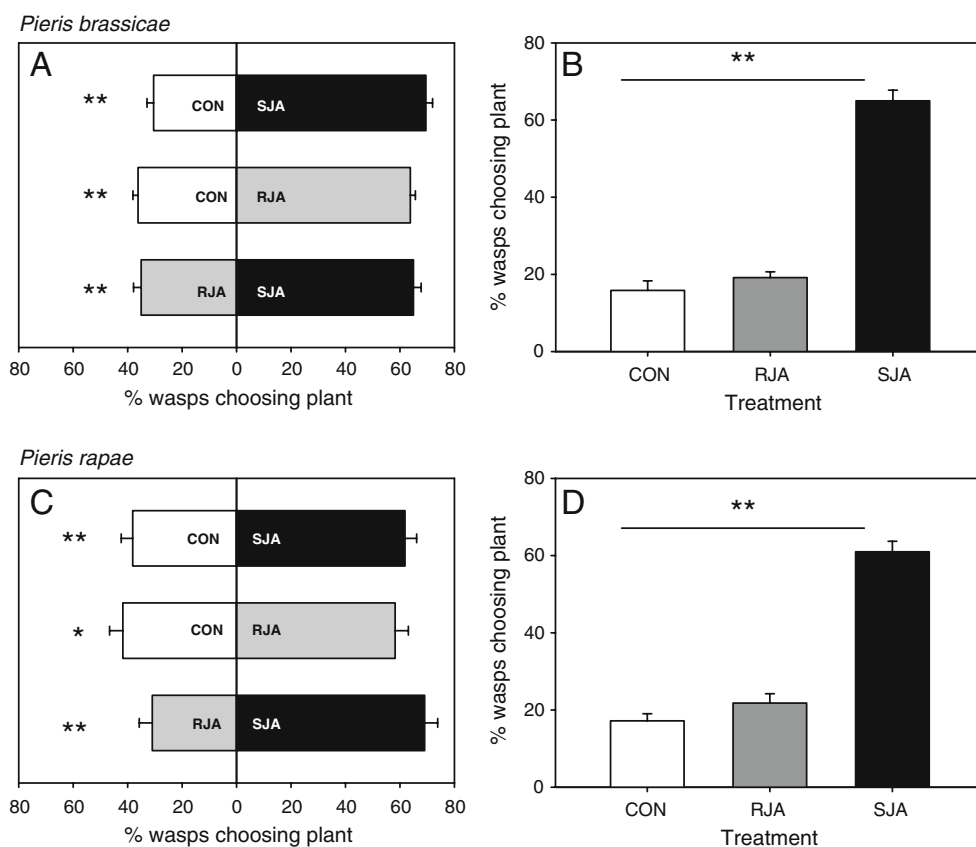 Pieris brassicae
A
** CON SJA
** CON RJA
** RJA SJA
80 60 40 20 0 20 40 60 80
% wasps choosing plant
B
**
% wasps choosing plant
80
60
40
20
0
CON RJA SJA
Treatment
Pieris rapae
C
** CON SJA
* CON RJA
** RJA SJA
80 60 40 20 0 20 40 60 80
% wasps choosing plant
D
**
% wasps choosing plant
80
60
40
20
0
CON RJA SJA
Treatment